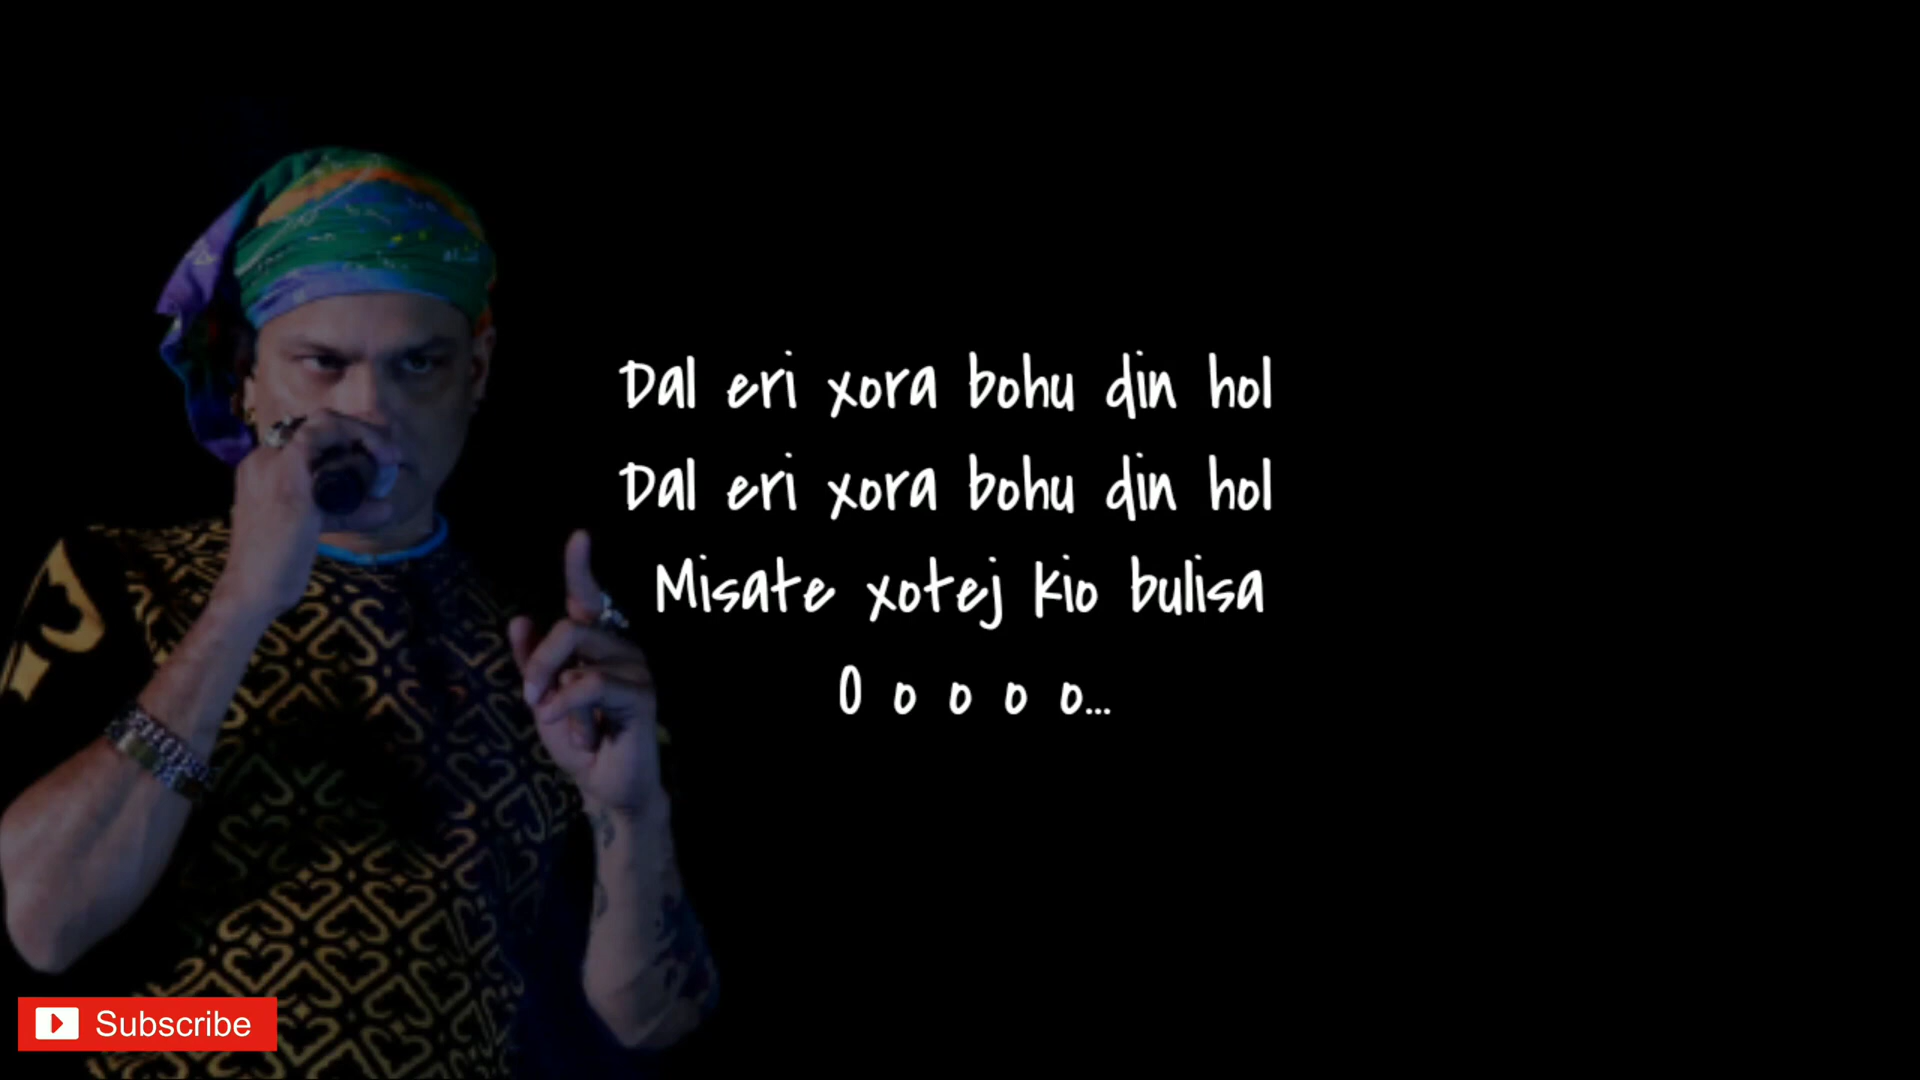 Dal eri xora bohu din hol
Dal eri xora bohu din hol
Misate xotej kio bulisa
O o o o o...
Subscribe